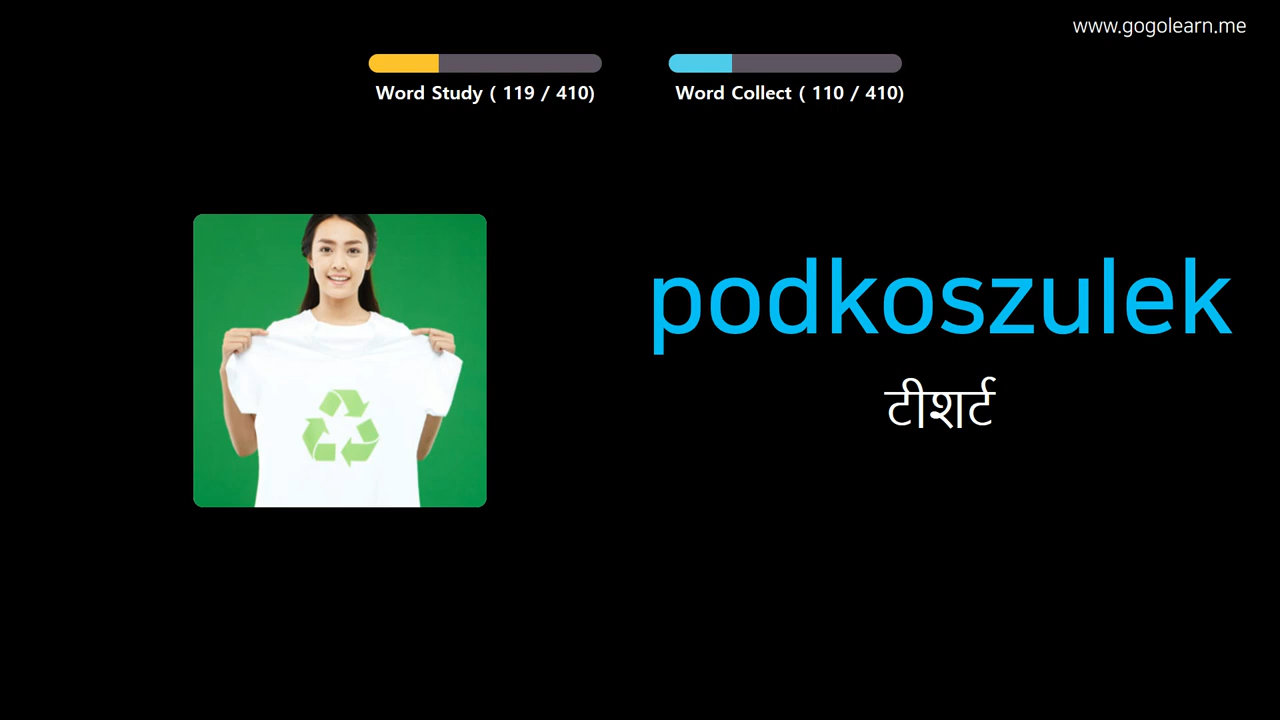 www.gogolearn.me
Word Study ( 119 / 410)
Word Collect ( 110 / 410)
podkoszulek
टीशर्ट